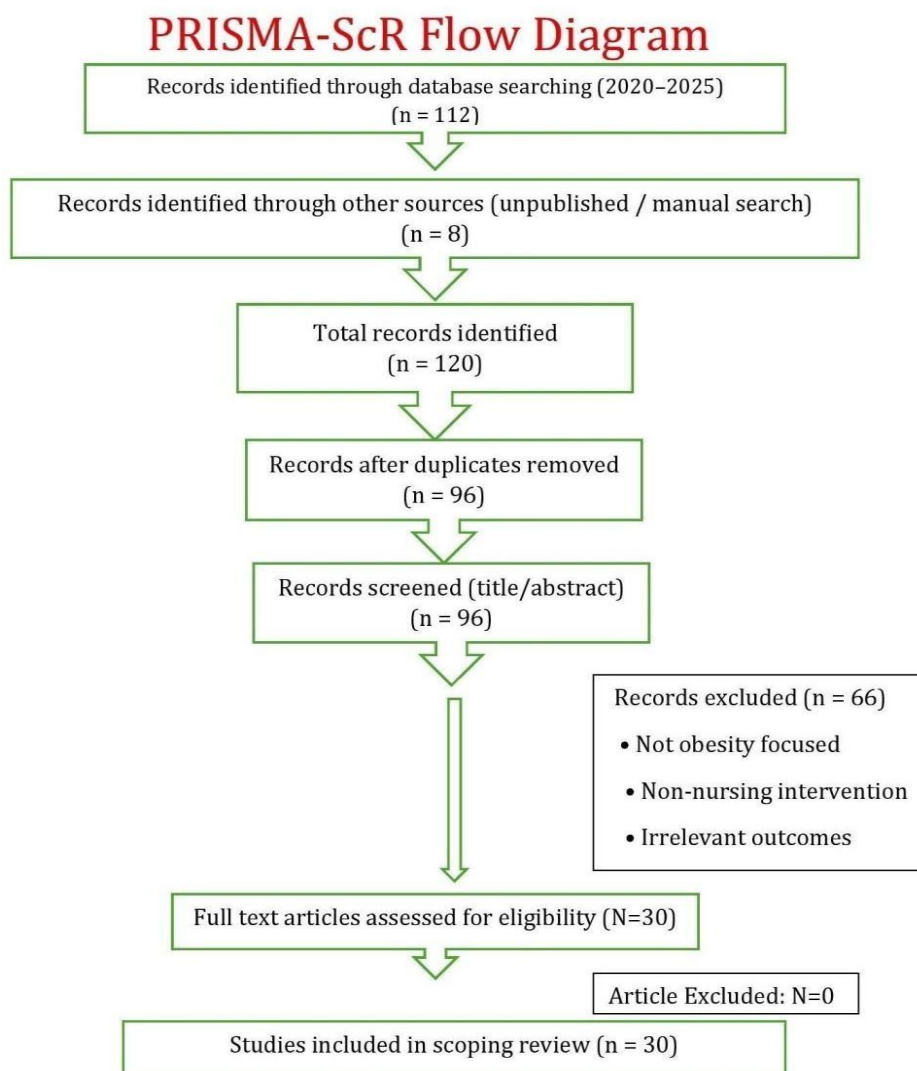 PRISMA-ScR Flow Diagram
Records identified through database searching (2020–2025)
(n = 112)
Records identified through other sources (unpublished / manual search)
(n = 8)
Total records identified
(n = 120)
Records after duplicates removed
(n = 96)
Records screened (title/abstract)
(n = 96)
Records excluded (n = 66)
• Not obesity focused
• Non-nursing intervention
• Irrelevant outcomes
Full text articles assessed for eligibility (N=30)
Article Excluded: N=0
Studies included in scoping review (n = 30)